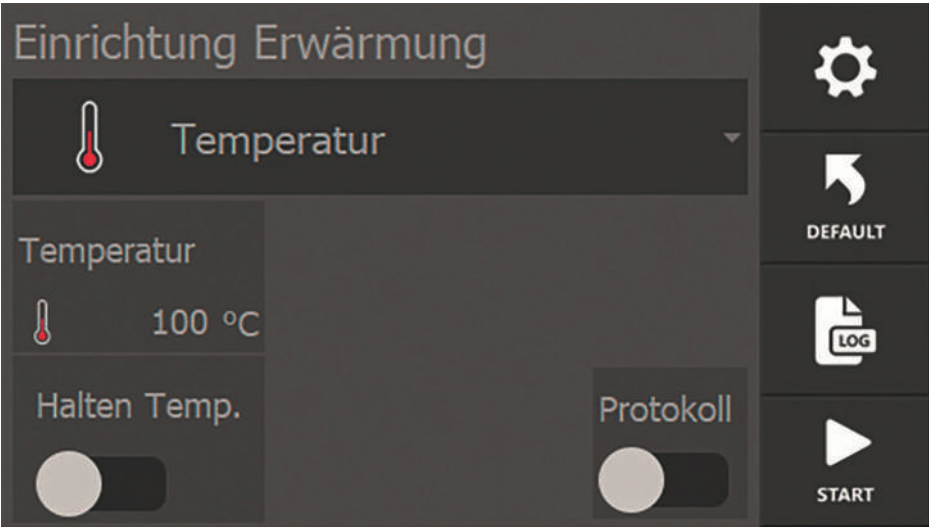 Einrichtung Erwärmung
Temperatur
DEFAULT
Temperatur
100 °C
LOG
Halten Temp.
Protokoll
START